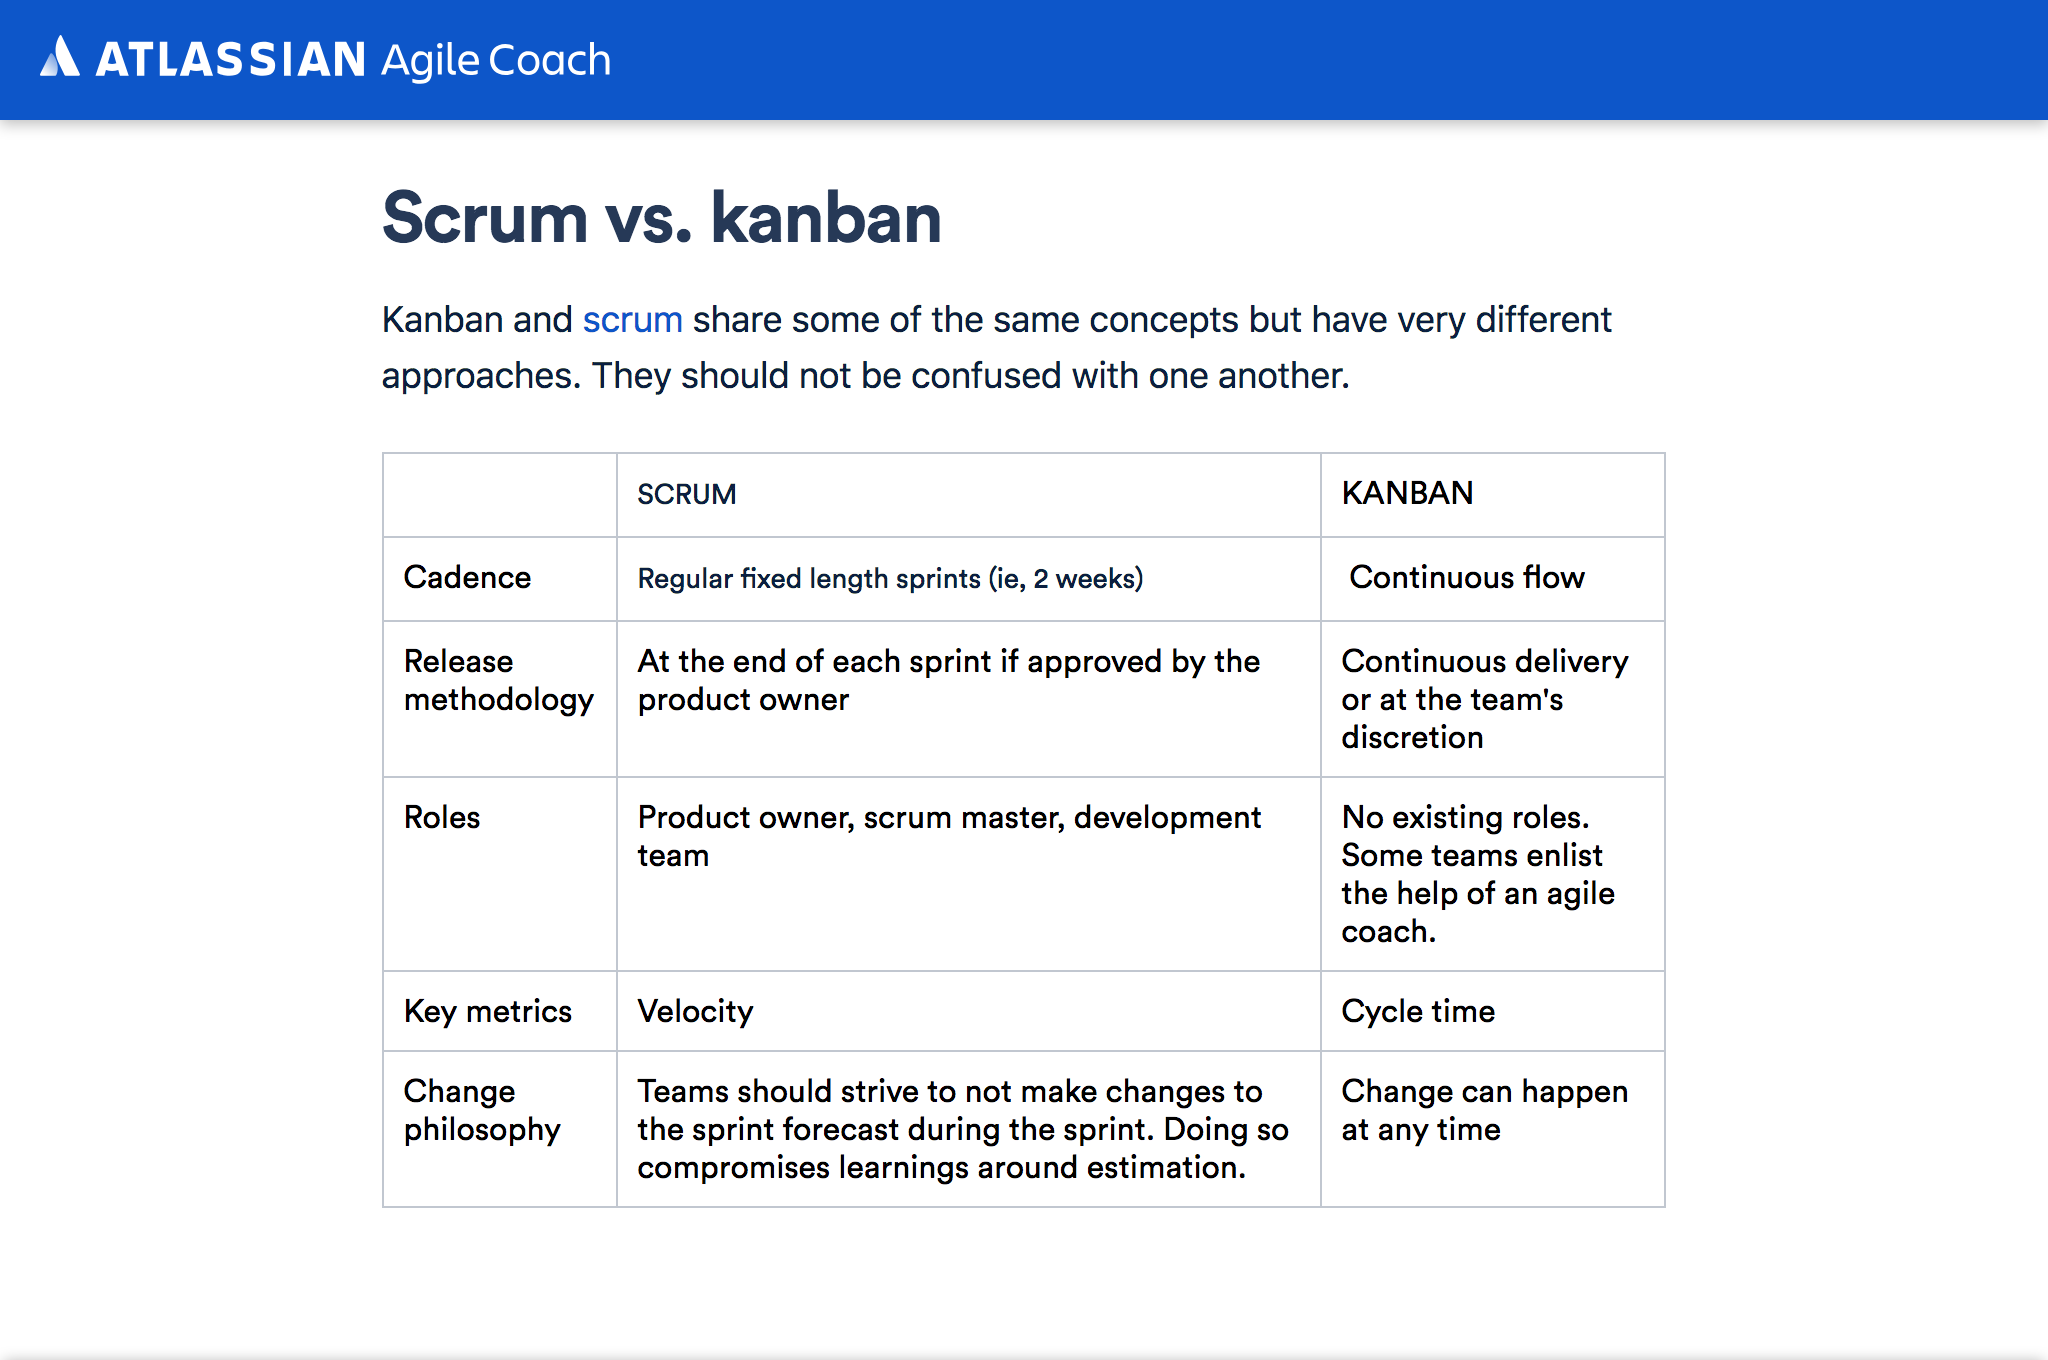 ATLASSIAN Agile Coach
Scrum vs. kanban
Kanban and scrum share some of the same concepts but have very different
approaches. They should not be confused with one another.
SCRUM
KANBAN
Cadence
Regular fixed length sprints (ie, 2 weeks)
Continuous flow
Release
methodology
At the end of each sprint if approved by the
product owner
Continuous delivery
or at the team's
discretion
Roles
Product owner, scrum master, development
team
No existing roles.
Some teams enlist
the help of an agile
coach.
Key metrics
Velocity
Cycle time
Change
philosophy
Teams should strive to not make changes to
the sprint forecast during the sprint. Doing so
compromises learnings around estimation.
Change can happen
at any time